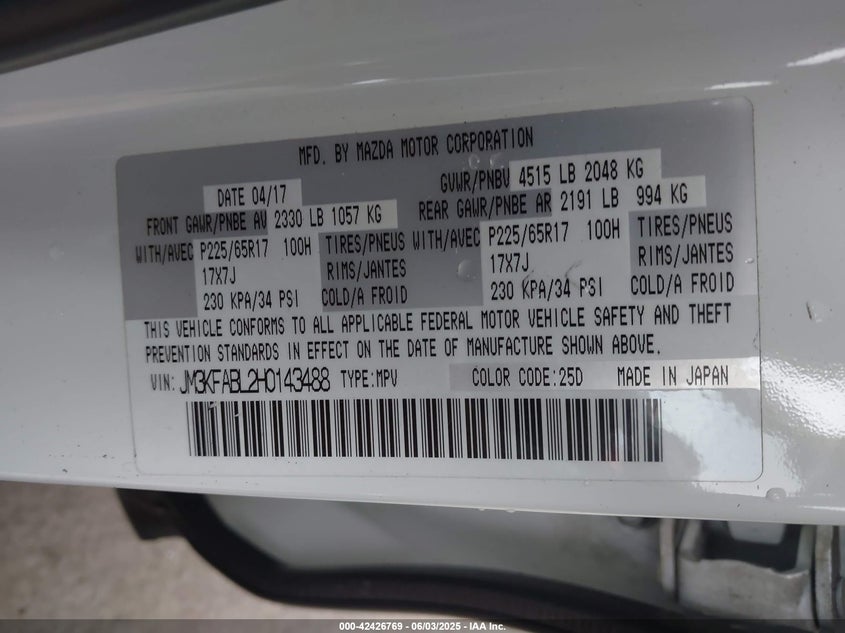 MFD. BY MAZDA MOTOR CORPORATION
DATE 04/17 GVWR/PNBV 4515 LB 2048 KG
FRONT GAWR/PNBE AV 2330 LB 1057 KG REAR GAWR/PNBE AR 2191 LB 994 KG
WITH/AVEC P225/65R17 100H TIRES/PNEUS WITH/AVEC P225/65R17 100H TIRES/PNEUS
17X7J RIMS/JANTES 17X7J RIMS/JANTES
230 KPA/34 PSI COLD/A FROID 230 KPA/34 PSI COLD/A FROID
THIS VEHICLE CONFORMS TO ALL APPLICABLE FEDERAL MOTOR VEHICLE SAFETY AND THEFT
PREVENTION STANDARDS IN EFFECT ON THE DATE OF MANUFACTURE SHOWN ABOVE.
VIN: JM3KFABL2H0143488 TYPE:MPV COLOR CODE:25D MADE IN JAPAN
000-42426769 - 06/03/2025 - IAA Inc.